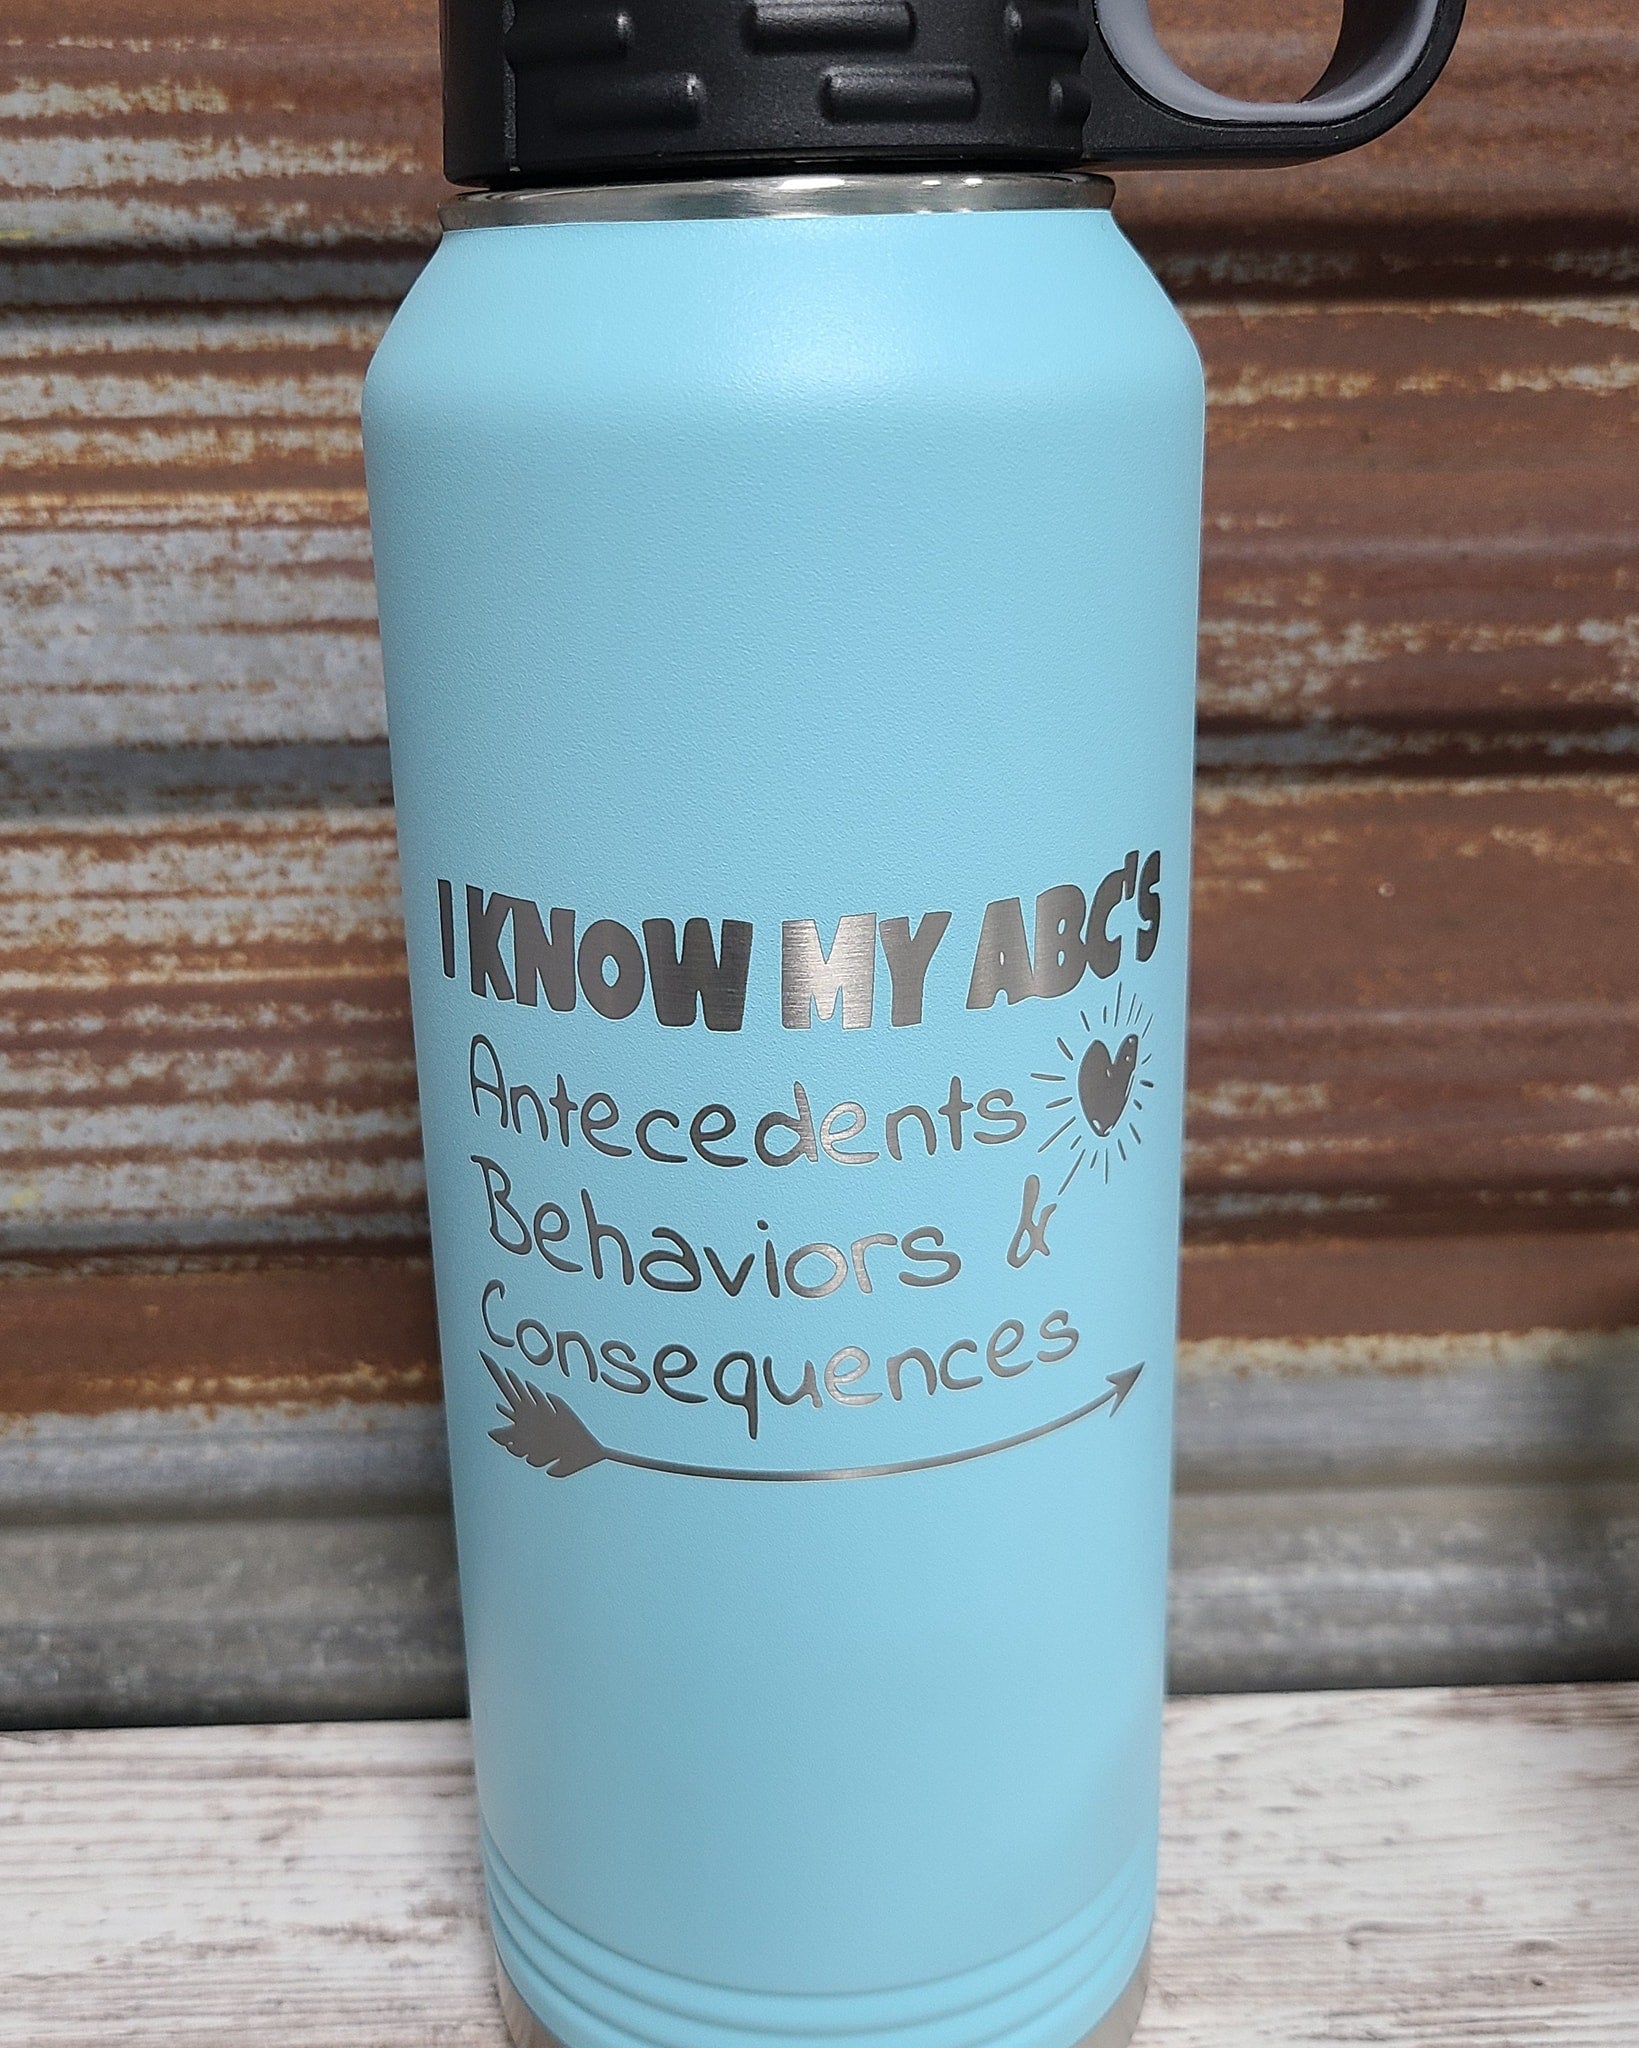 I KNOW MY ABC'S
Antecedents
Behaviors &
Consequences